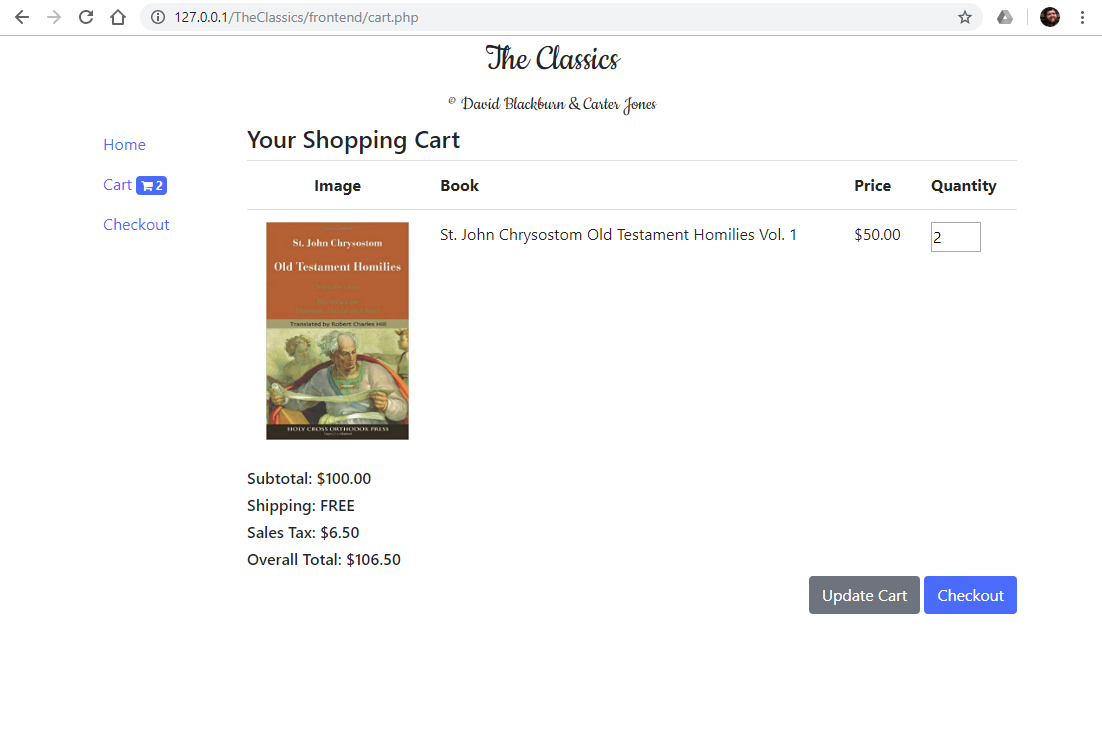 127.0.0.1/TheClassics/frontend/cart.php
The Classics
© David Blackburn & Carter Jones
Home
Cart 2
Checkout
Your Shopping Cart
Image Book Price Quantity
St. John Chrysostom Old Testament Homilies Vol. 1 $50.00 2
St. John Chrysostom
Old Testament Homilies
Translated by Robert Charles Hill
HOLY CROSS ORTHODOX PRESS
Subtotal: $100.00
Shipping: FREE
Sales Tax: $6.50
Overall Total: $106.50
Update Cart Checkout